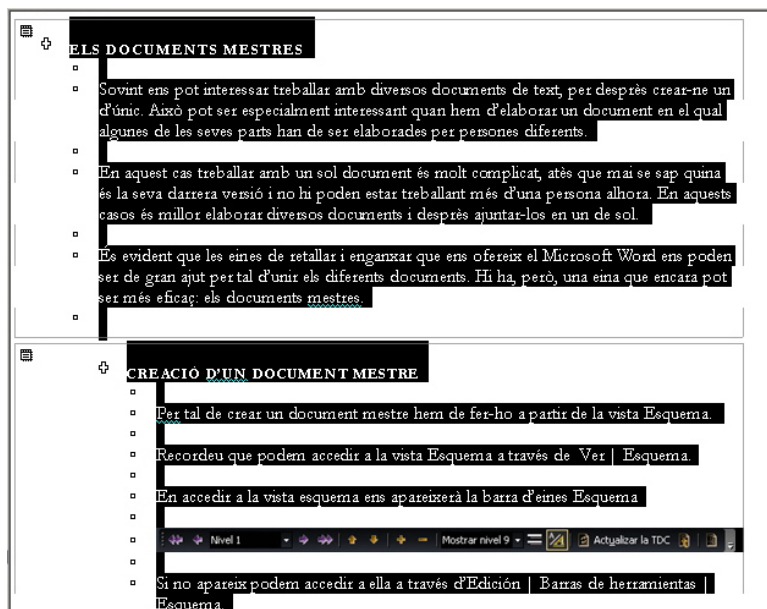 ELS DOCUMENTS MESTRES
Sovint ens pot interessar treballar amb diversos documents de text, per desprès crear-ne un
d'únic. Això pot ser especialment interessant quan hem d'elaborar un document en el qual
algunes de les seves parts han de ser elaborades per persones diferents.
En aquest cas treballar amb un sol document és molt complicat, atès que mai se sap quina
és la seva darrera versió i no hi poden estar treballant més d'una persona alhora. En aquests
casos és millor elaborar diversos documents i desprès ajuntar-los en un de sol.
És evident que les eines de retallar i enganxar que ens ofereix el Microsoft Word ens poden
ser de gran ajut per tal d'unir els diferents documents. Hi ha, però, una eina que encara pot
ser més eficaç: els documents mestres.
CREACIÓ D'UN DOCUMENT MESTRE
Per tal de crear un document mestre hem de fer-ho a partir de la vista Esquema.
Recordeu que podem accedir a la vista Esquema a través de Ver | Esquema.
En accedir a la vista esquema ens apareixerà la barra d'eines Esquema
Nivel 1 Mostrar nivel 9 Actualizar la TDC
Si no apareix podem accedir a ella a través d'Edición | Barras de herramientas |
Esquema.